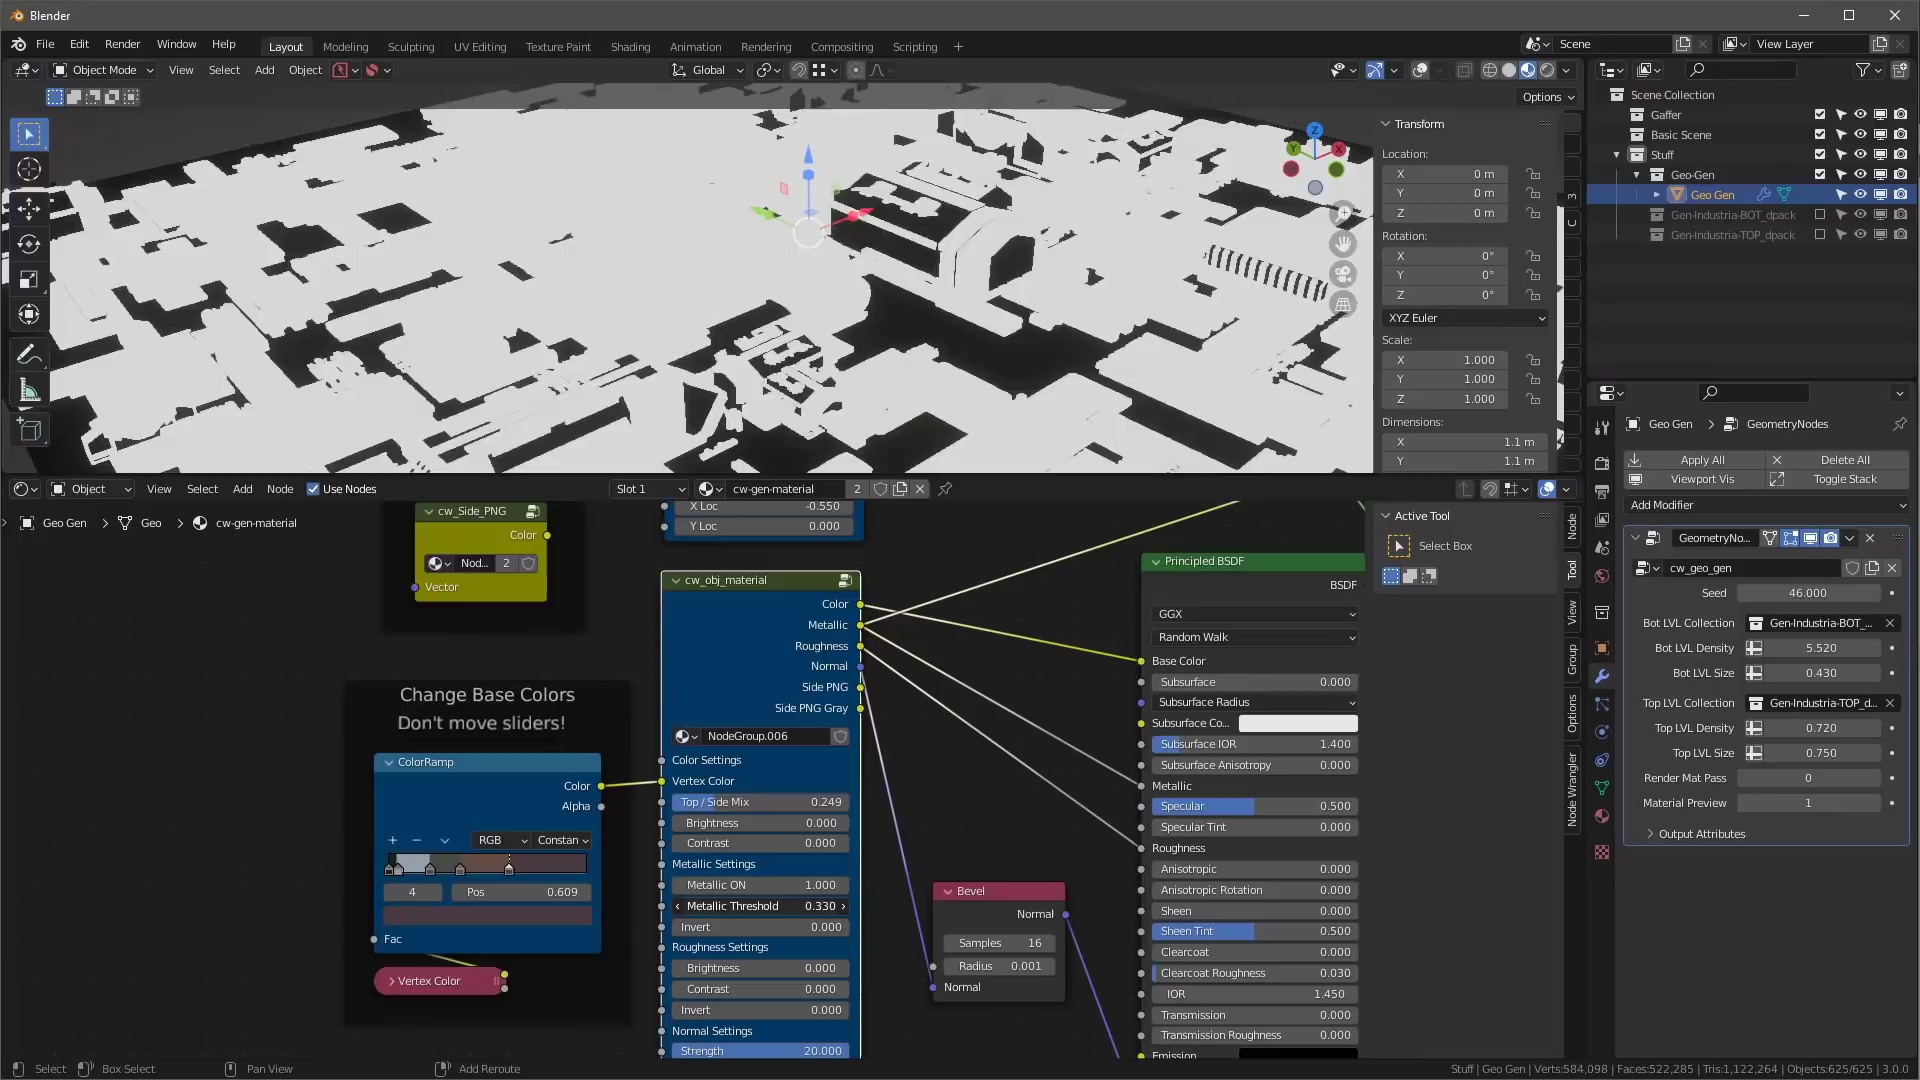 Blender
File Edit Render Window Help Layout Modeling Sculpting UV Editing Texture Paint Shading Animation Rendering Compositing Scripting + Scene View Layer
Object Mode View Select Add Object Global
Options
Transform
Location:
X 0 m
Y 0 m
Z 0 m
Rotation:
X 0°
Y 0°
Z 0°
XYZ Euler
Scale:
X 1.000
Y 1.000
Z 1.000
Dimensions:
X 1.1 m
Y 1.1 m
Z
X
Y
3
C
Scene Collection
Gaffer
Basic Scene
Stuff
Geo-Gen
Geo Gen
Gen-Industria-BOT_dpack
Gen-Industria-TOP_dpack
Geo Gen > GeometryNodes
Apply All Delete All
Viewport Vis Toggle Stack
Add Modifier
GeometryNo...
cw_geo_gen
Seed 46.000
Bot LVL Collection Gen-Industria-BOT_...
Bot LVL Density 5.520
Bot LVL Size 0.430
Top LVL Collection Gen-Industria-TOP_d...
Top LVL Density 0.720
Top LVL Size 0.750
Render Mat Pass 0
Material Preview 1
Output Attributes
Object View Select Add Node Use Nodes Slot 1 cw-gen-material 2
Geo Gen > Geo > cw-gen-material
cw_Side_PNG
Color
Nod... 2
Vector
X Loc -0.550
Y Loc 0.000
Change Base Colors
Don't move sliders!
ColorRamp
Color
Alpha
+ − RGB Constan
4 Pos 0.609
Fac
Vertex Color
cw_obj_material
Color
Metallic
Roughness
Normal
Side PNG
Side PNG Gray
NodeGroup.006
Color Settings
Vertex Color
Top / Side Mix 0.249
Brightness 0.000
Contrast 0.000
Metallic Settings
Metallic ON 1.000
Metallic Threshold 0.330
Invert 0.000
Roughness Settings
Brightness 0.000
Contrast 0.000
Invert 0.000
Normal Settings
Strength 20.000
Bevel
Normal
Samples 16
Radius 0.001
Normal
Principled BSDF
BSDF
GGX
Random Walk
Base Color
Subsurface 0.000
Subsurface Radius
Subsurface Co...
Subsurface IOR 1.400
Subsurface Anisotropy 0.000
Metallic
Specular 0.500
Specular Tint 0.000
Roughness
Anisotropic 0.000
Anisotropic Rotation 0.000
Sheen 0.000
Sheen Tint 0.500
Clearcoat 0.000
Clearcoat Roughness 0.030
IOR 1.450
Transmission 0.000
Transmission Roughness 0.000
Emission
Active Tool
Select Box
Node
Tool
View
Group
Options
Node Wrangler
Select Box Select Pan View Add Reroute Stuff | Geo Gen | Verts:584,098 | Faces:522,285 | Tris:1,122,264 | Objects:625/625 | 3.0.0